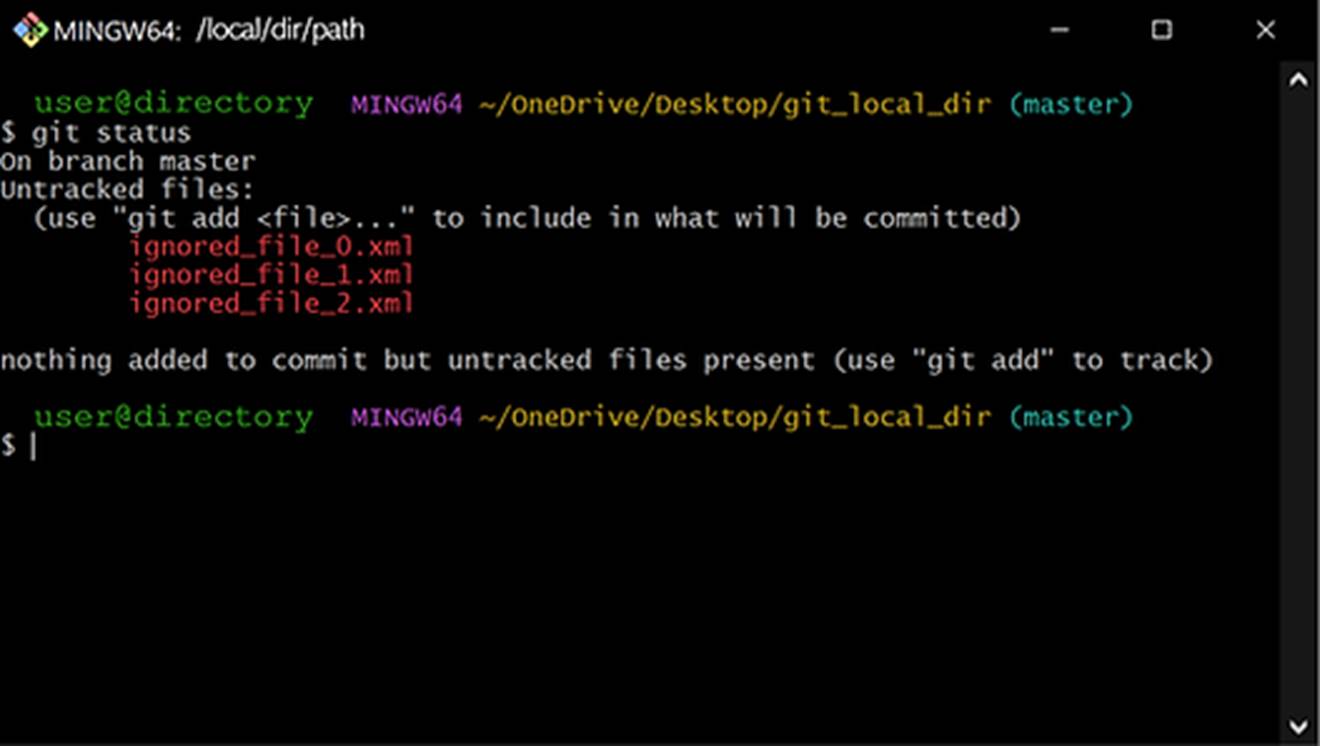 MINGW64: /local/dir/path
user@directory MINGW64 ~/OneDrive/Desktop/git_local_dir (master)
$ git status
On branch master
Untracked files:
(use "git add <file>..." to include in what will be committed)
ignored_file_0.xml
ignored_file_1.xml
ignored_file_2.xml
nothing added to commit but untracked files present (use "git add" to track)
user@directory MINGW64 ~/OneDrive/Desktop/git_local_dir (master)
$